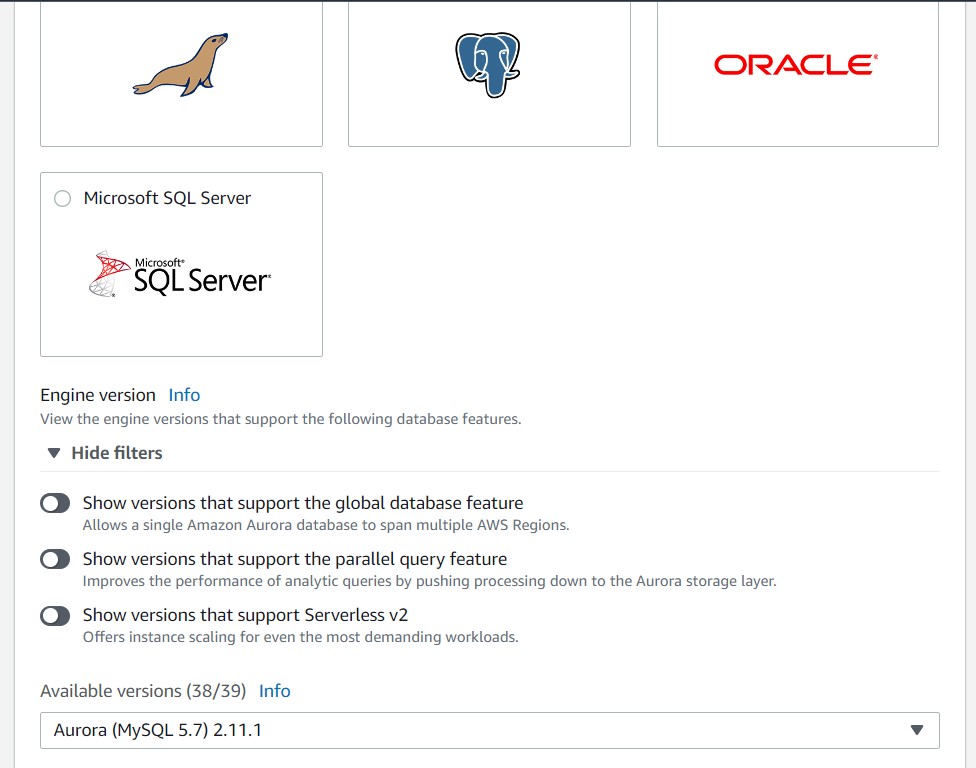 ORACLE
Microsoft SQL Server
Microsoft®
SQL Server
Engine version Info
View the engine versions that support the following database features.
Hide filters
Show versions that support the global database feature
Allows a single Amazon Aurora database to span multiple AWS Regions.
Show versions that support the parallel query feature
Improves the performance of analytic queries by pushing processing down to the Aurora storage layer.
Show versions that support Serverless v2
Offers instance scaling for even the most demanding workloads.
Available versions (38/39) Info
Aurora (MySQL 5.7) 2.11.1